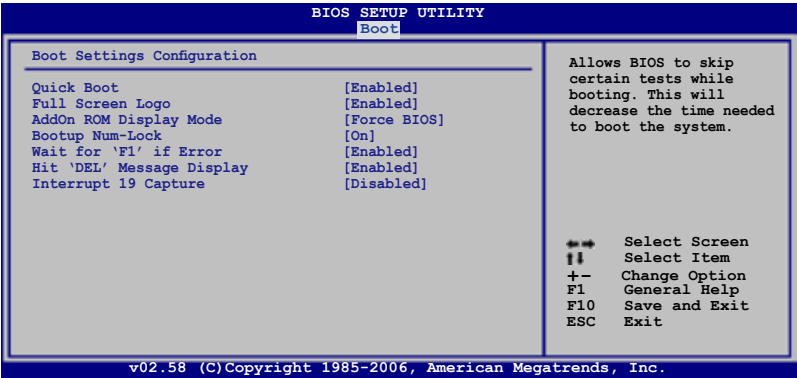 BIOS SETUP UTILITY
Boot
Boot Settings Configuration
Quick Boot [Enabled]
Full Screen Logo [Enabled]
AddOn ROM Display Mode [Force BIOS]
Bootup Num-Lock [On]
Wait for ‘F1’ if Error [Enabled]
Hit ‘DEL’ Message Display [Enabled]
Interrupt 19 Capture [Disabled]
Allows BIOS to skip
certain tests while
booting. This will
decrease the time needed
to boot the system.
←→ Select Screen
↑↓ Select Item
+- Change Option
F1 General Help
F10 Save and Exit
ESC Exit
v02.58 (C)Copyright 1985-2006, American Megatrends, Inc.